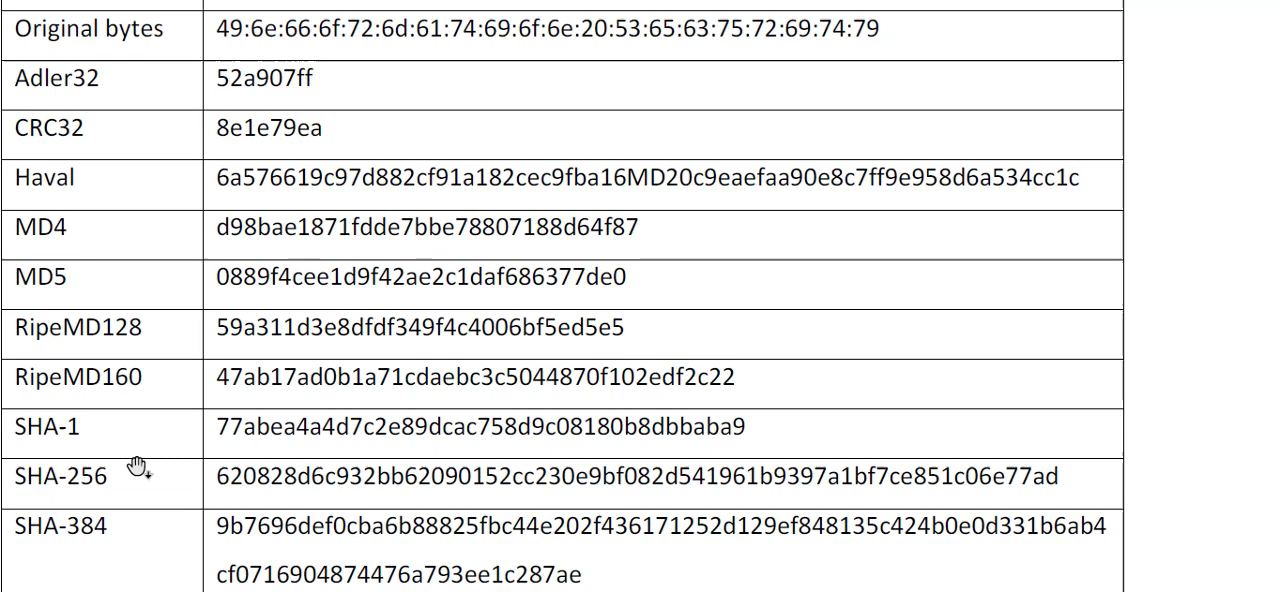 Original bytes 49:6e:66:6f:72:6d:61:74:69:6f:6e:20:53:65:63:75:72:69:74:79
Adler32 52a907ff
CRC32 8e1e79ea
Haval 6a576619c97d882cf91a182cec9fba16MD20c9eaefaa90e8c7ff9e958d6a534cc1c
MD4 d98bae1871fdde7bbe78807188d64f87
MD5 0889f4cee1d9f42ae2c1daf686377de0
RipeMD128 59a311d3e8dfdf349f4c4006bf5ed5e5
RipeMD160 47ab17ad0b1a71cdaebc3c5044870f102edf2c22
SHA-1 77abea4a4d7c2e89dcac758d9c08180b8dbbaba9
SHA-256 620828d6c932bb62090152cc230e9bf082d541961b9397a1bf7ce851c06e77ad
SHA-384 9b7696def0cba6b88825fbc44e202f436171252d129ef848135c424b0e0d331b6ab4
cf0716904874476a793ee1c287ae